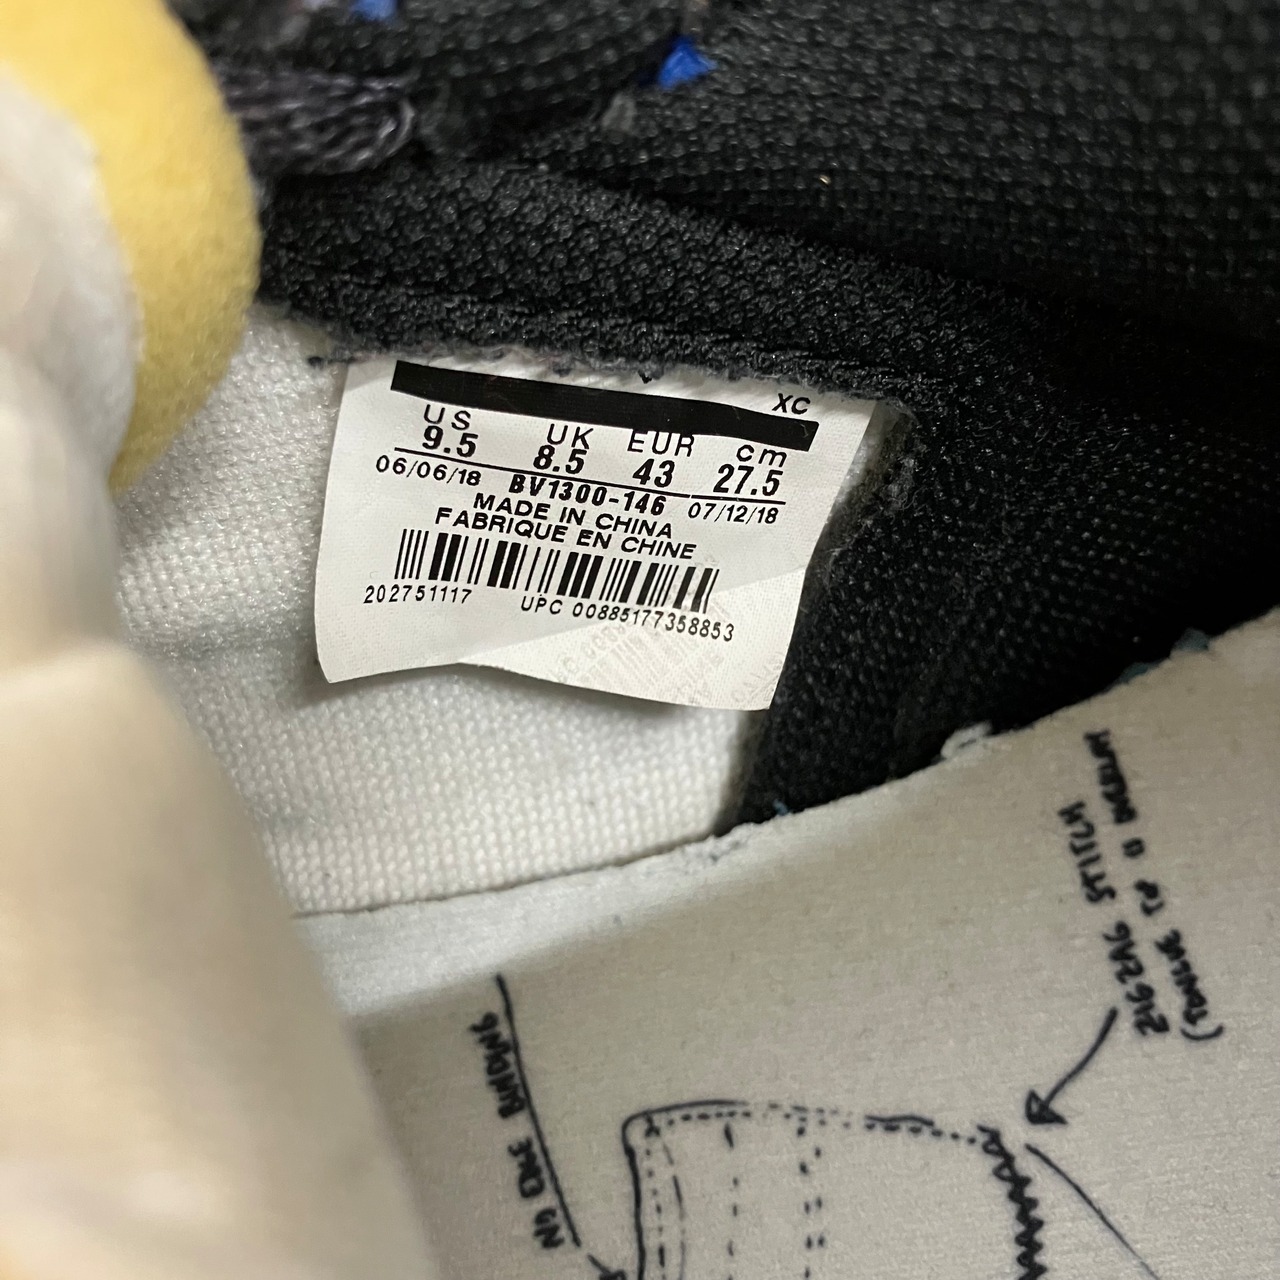 XC
US UK EUR cm
9.5 8.5 43 27.5
06/06/18 BV1300-146 07/12/18
MADE IN CHINA
FABRIQUE EN CHINE
202751117 UPC 00885177358853
ZIGZAG STITCH
NO EDGE BINDING